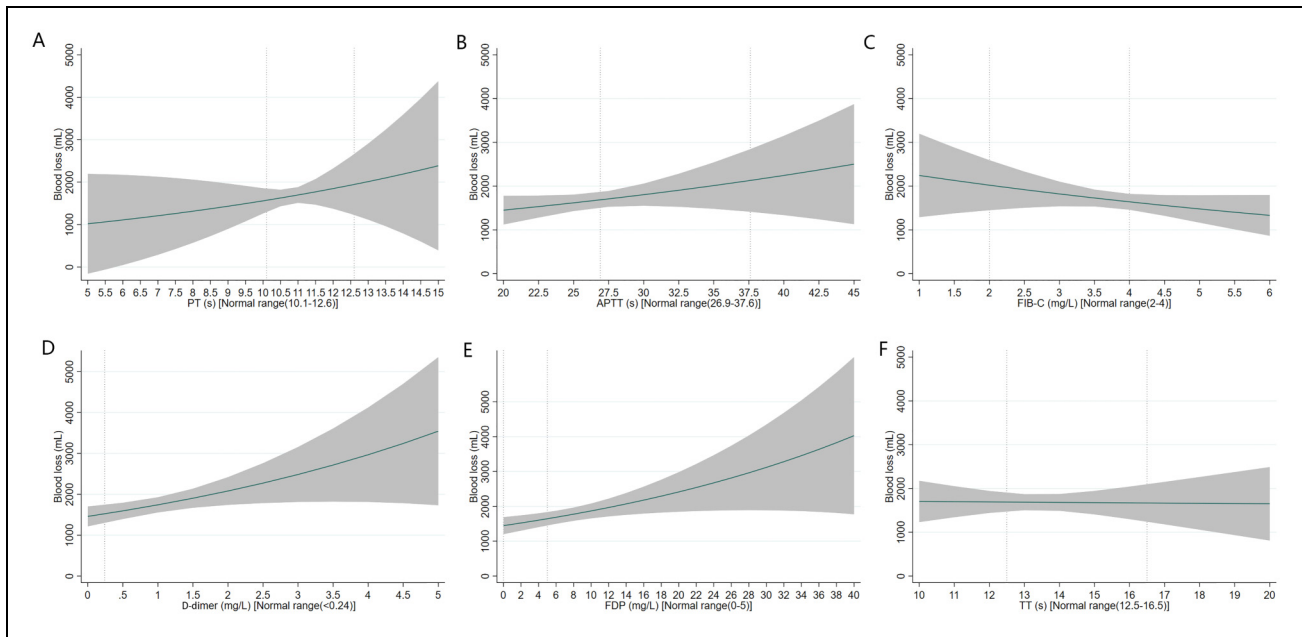 A
B
C
Blood loss (mL)
0 1000 2000 3000 4000 5000
5 5.5 6 6.5 7 7.5 8 8.5 9 9.5 10 10.5 11 11.5 12 12.5 13 13.5 14 14.5 15
PT (s) [Normal range(10.1-12.6)]
Blood loss (mL)
0 1000 2000 3000 4000 5000
20 22.5 25 27.5 30 32.5 35 37.5 40 42.5 45
APTT (s) [Normal range(26.9-37.6)]
Blood loss (mL)
0 1000 2000 3000 4000 5000
1 1.5 2 2.5 3 3.5 4 4.5 5 5.5 6
FIB-C (mg/L) [Normal range(2-4)]
D
E
F
Blood loss (mL)
0 1000 2000 3000 4000 5000
0 .5 1 1.5 2 2.5 3 3.5 4 4.5 5
D-dimer (mg/L) [Normal range(<0.24)]
Blood loss (mL)
0 1000 2000 3000 4000 5000
0 2 4 6 8 10 12 14 16 18 20 22 24 26 28 30 32 34 36 38 40
FDP (mg/L) [Normal range(0-5)]
Blood loss (mL)
0 1000 2000 3000 4000 5000
10 11 12 13 14 15 16 17 18 19 20
TT (s) [Normal range(12.5-16.5)]